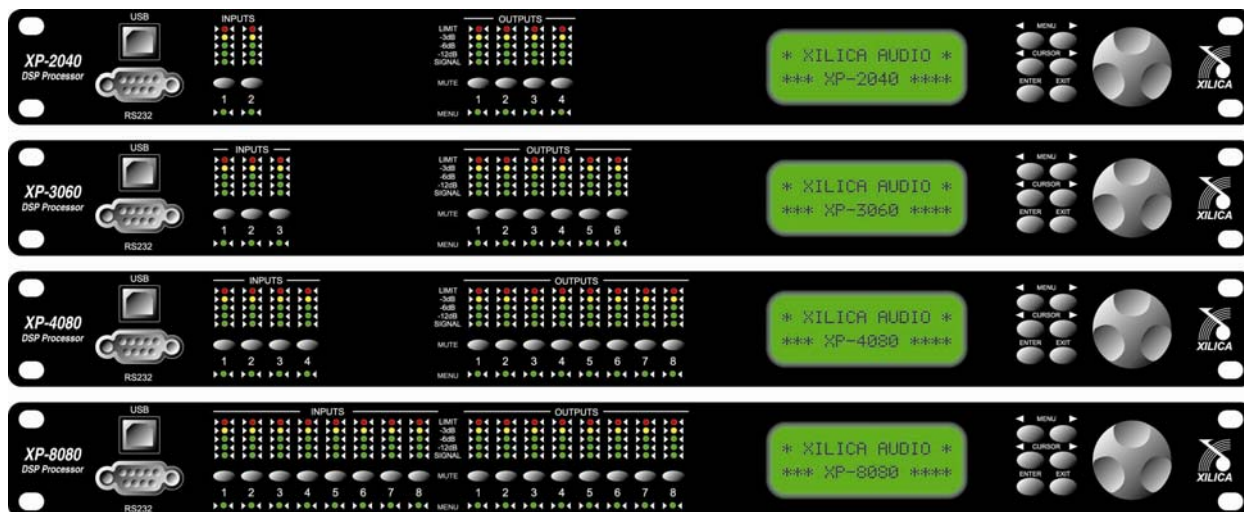 USB
INPUTS
OUTPUTS
LIMIT
-3dB
-6dB
-12dB
SIGNAL
XP-2040
DSP Processor
MUTE
1 2
1 2 3 4
RS232
MENU
* XILICA AUDIO *
*** XP-2040 ****
MENU
CURSOR
ENTER EXIT
XILICA
USB
INPUTS
OUTPUTS
LIMIT
-3dB
-6dB
-12dB
SIGNAL
XP-3060
DSP Processor
MUTE
1 2 3
1 2 3 4 5 6
RS232
MENU
* XILICA AUDIO *
*** XP-3060 ****
MENU
CURSOR
ENTER EXIT
XILICA
USB
INPUTS
OUTPUTS
LIMIT
-3dB
-6dB
-12dB
SIGNAL
XP-4080
DSP Processor
MUTE
1 2 3 4
1 2 3 4 5 6 7 8
RS232
MENU
* XILICA AUDIO *
*** XP-4080 ****
MENU
CURSOR
ENTER EXIT
XILICA
USB
INPUTS
OUTPUTS
LIMIT
-3dB
-6dB
-12dB
SIGNAL
XP-8080
DSP Processor
MUTE
1 2 3 4 5 6 7 8
1 2 3 4 5 6 7 8
RS232
MENU
* XILICA AUDIO *
*** XP-8080 ****
MENU
CURSOR
ENTER EXIT
XILICA